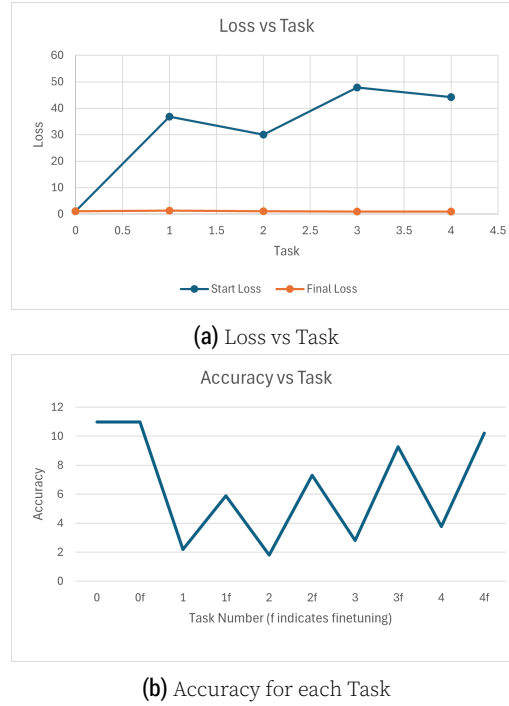 Loss vs Task
60
50
40
30
20
10
0
Loss
0 0.5 1 1.5 2 2.5 3 3.5 4 4.5
Task
Start Loss Final Loss
(a) Loss vs Task
Accuracy vs Task
12
10
8
6
4
2
0
Accuracy
0 0f 1 1f 2 2f 3 3f 4 4f
Task Number (f indicates finetuning)
(b) Accuracy for each Task